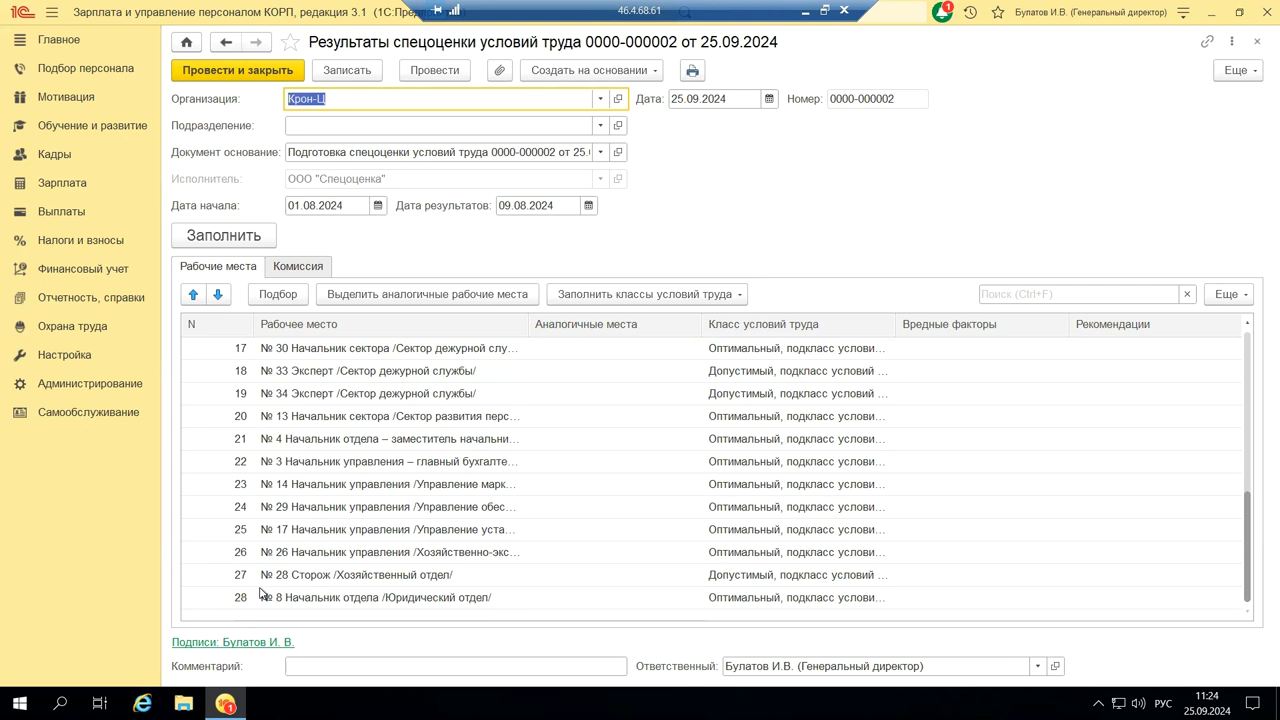 Зарплата и управление персоналом КОРП, редакция 3.1 (1С:Пре
46.4.68.61
1
Булатов И.В. (Генеральный директор)
Главное
Подбор персонала
Мотивация
Обучение и развитие
Кадры
Зарплата
Выплаты
Налоги и взносы
Финансовый учет
Отчетность, справки
Охрана труда
Настройка
Администрирование
Самообслуживание
Результаты спецоценки условий труда 0000-000002 от 25.09.2024
Провести и закрыть
Записать
Провести
Создать на основании
Еще
Организация: Крон-Ц Дата: 25.09.2024 Номер: 0000-000002
Подразделение:
Документ основание: Подготовка спецоценки условий труда 0000-000002 от 25.
Исполнитель: ООО "Спецоценка"
Дата начала: 01.08.2024 Дата результатов: 09.08.2024
Заполнить
Рабочие места Комиссия
Подбор Выделить аналогичные рабочие места Заполнить классы условий труда Поиск (Ctrl+F) Еще
N Рабочее место Аналогичные места Класс условий труда Вредные факторы Рекомендации
17 № 30 Начальник сектора /Сектор дежурной слу... Оптимальный, подкласс услови...
18 № 33 Эксперт /Сектор дежурной службы/ Допустимый, подкласс условий ...
19 № 34 Эксперт /Сектор дежурной службы/ Допустимый, подкласс условий ...
20 № 13 Начальник сектора /Сектор развития перс... Оптимальный, подкласс услови...
21 № 4 Начальник отдела – заместитель начальни... Оптимальный, подкласс услови...
22 № 3 Начальник управления – главный бухгалте... Оптимальный, подкласс услови...
23 № 14 Начальник управления /Управление марк... Оптимальный, подкласс услови...
24 № 29 Начальник управления /Управление обес... Оптимальный, подкласс услови...
25 № 17 Начальник управления /Управление уста... Оптимальный, подкласс услови...
26 № 26 Начальник управления /Хозяйственно-экс... Оптимальный, подкласс услови...
27 № 28 Сторож /Хозяйственный отдел/ Допустимый, подкласс условий ...
28 № 8 Начальник отдела /Юридический отдел/ Оптимальный, подкласс услови...
Подписи: Булатов И. В.
Комментарий: Ответственный: Булатов И.В. (Генеральный директор)
1
РУС
11:24
25.09.2024